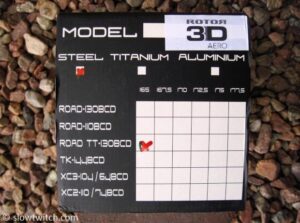 MODEL
ROTOR
3D
AERO
STEEL TITANIUM ALUMINIUM
165 167,5 170 172,5 175 177,5
ROAD-130BCD
ROAD-110BCD
ROAD TT-130BCD
TK-144BCD
XC3-104/64BCD
XC2-110/74BCD
© slowtwitch.com